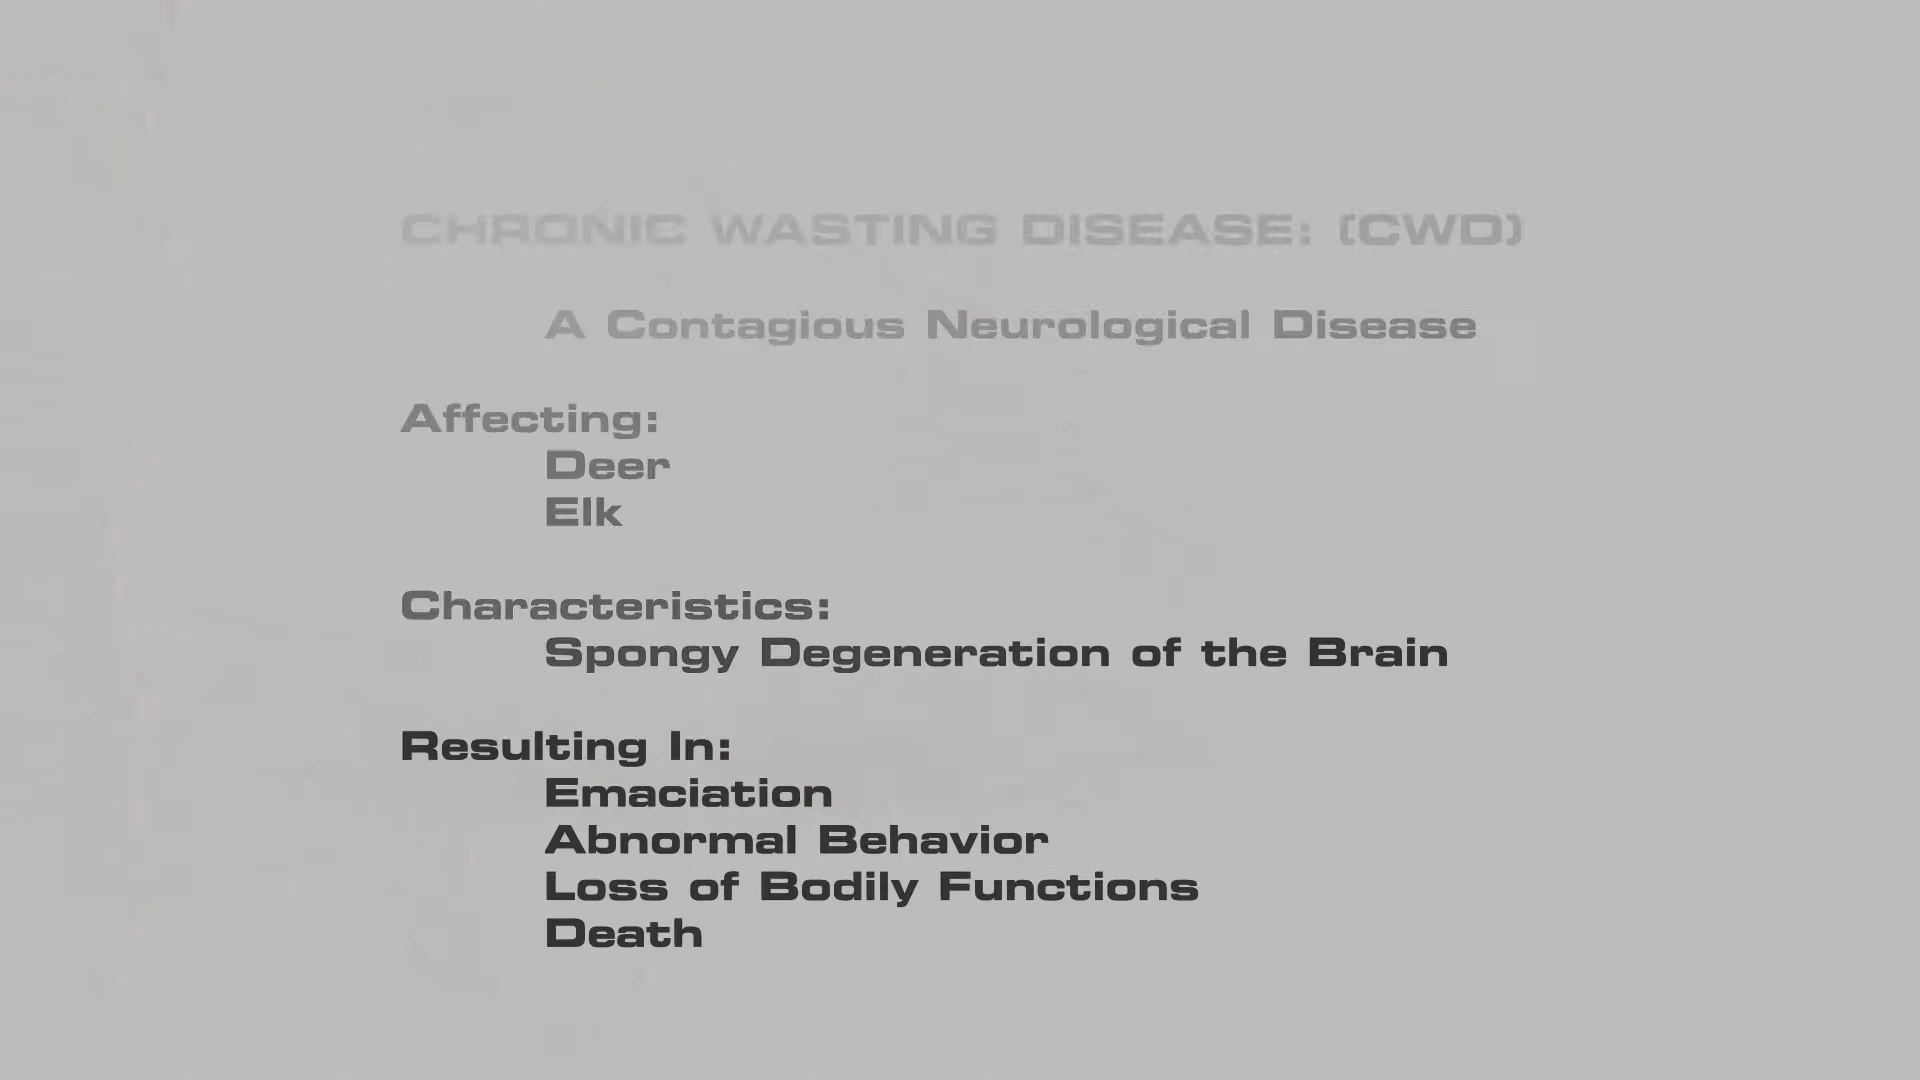 CHRONIC WASTING DISEASE: (CWD)
A Contagious Neurological Disease
Affecting:
Deer
Elk
Characteristics:
Spongy Degeneration of the Brain
Resulting In:
Emaciation
Abnormal Behavior
Loss of Bodily Functions
Death